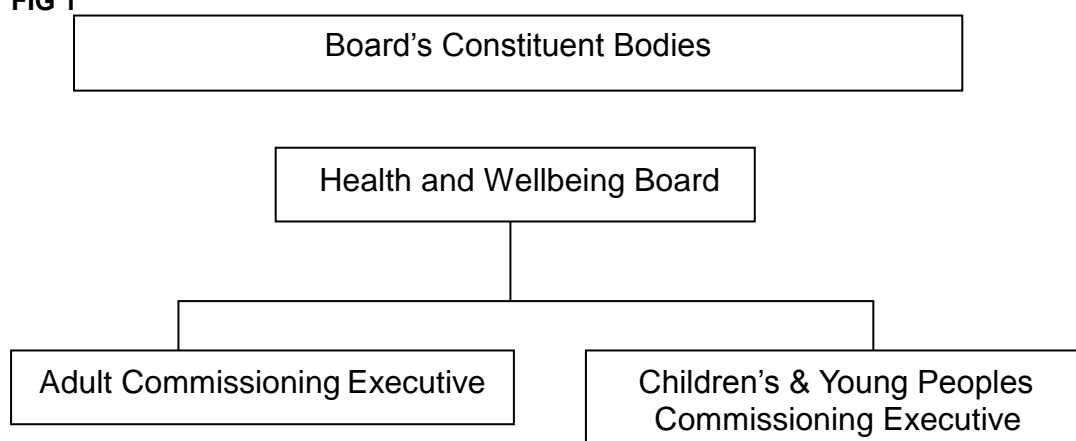 FIG 1
Board's Constituent Bodies
Health and Wellbeing Board
Adult Commissioning Executive
Children's & Young Peoples
Commissioning Executive